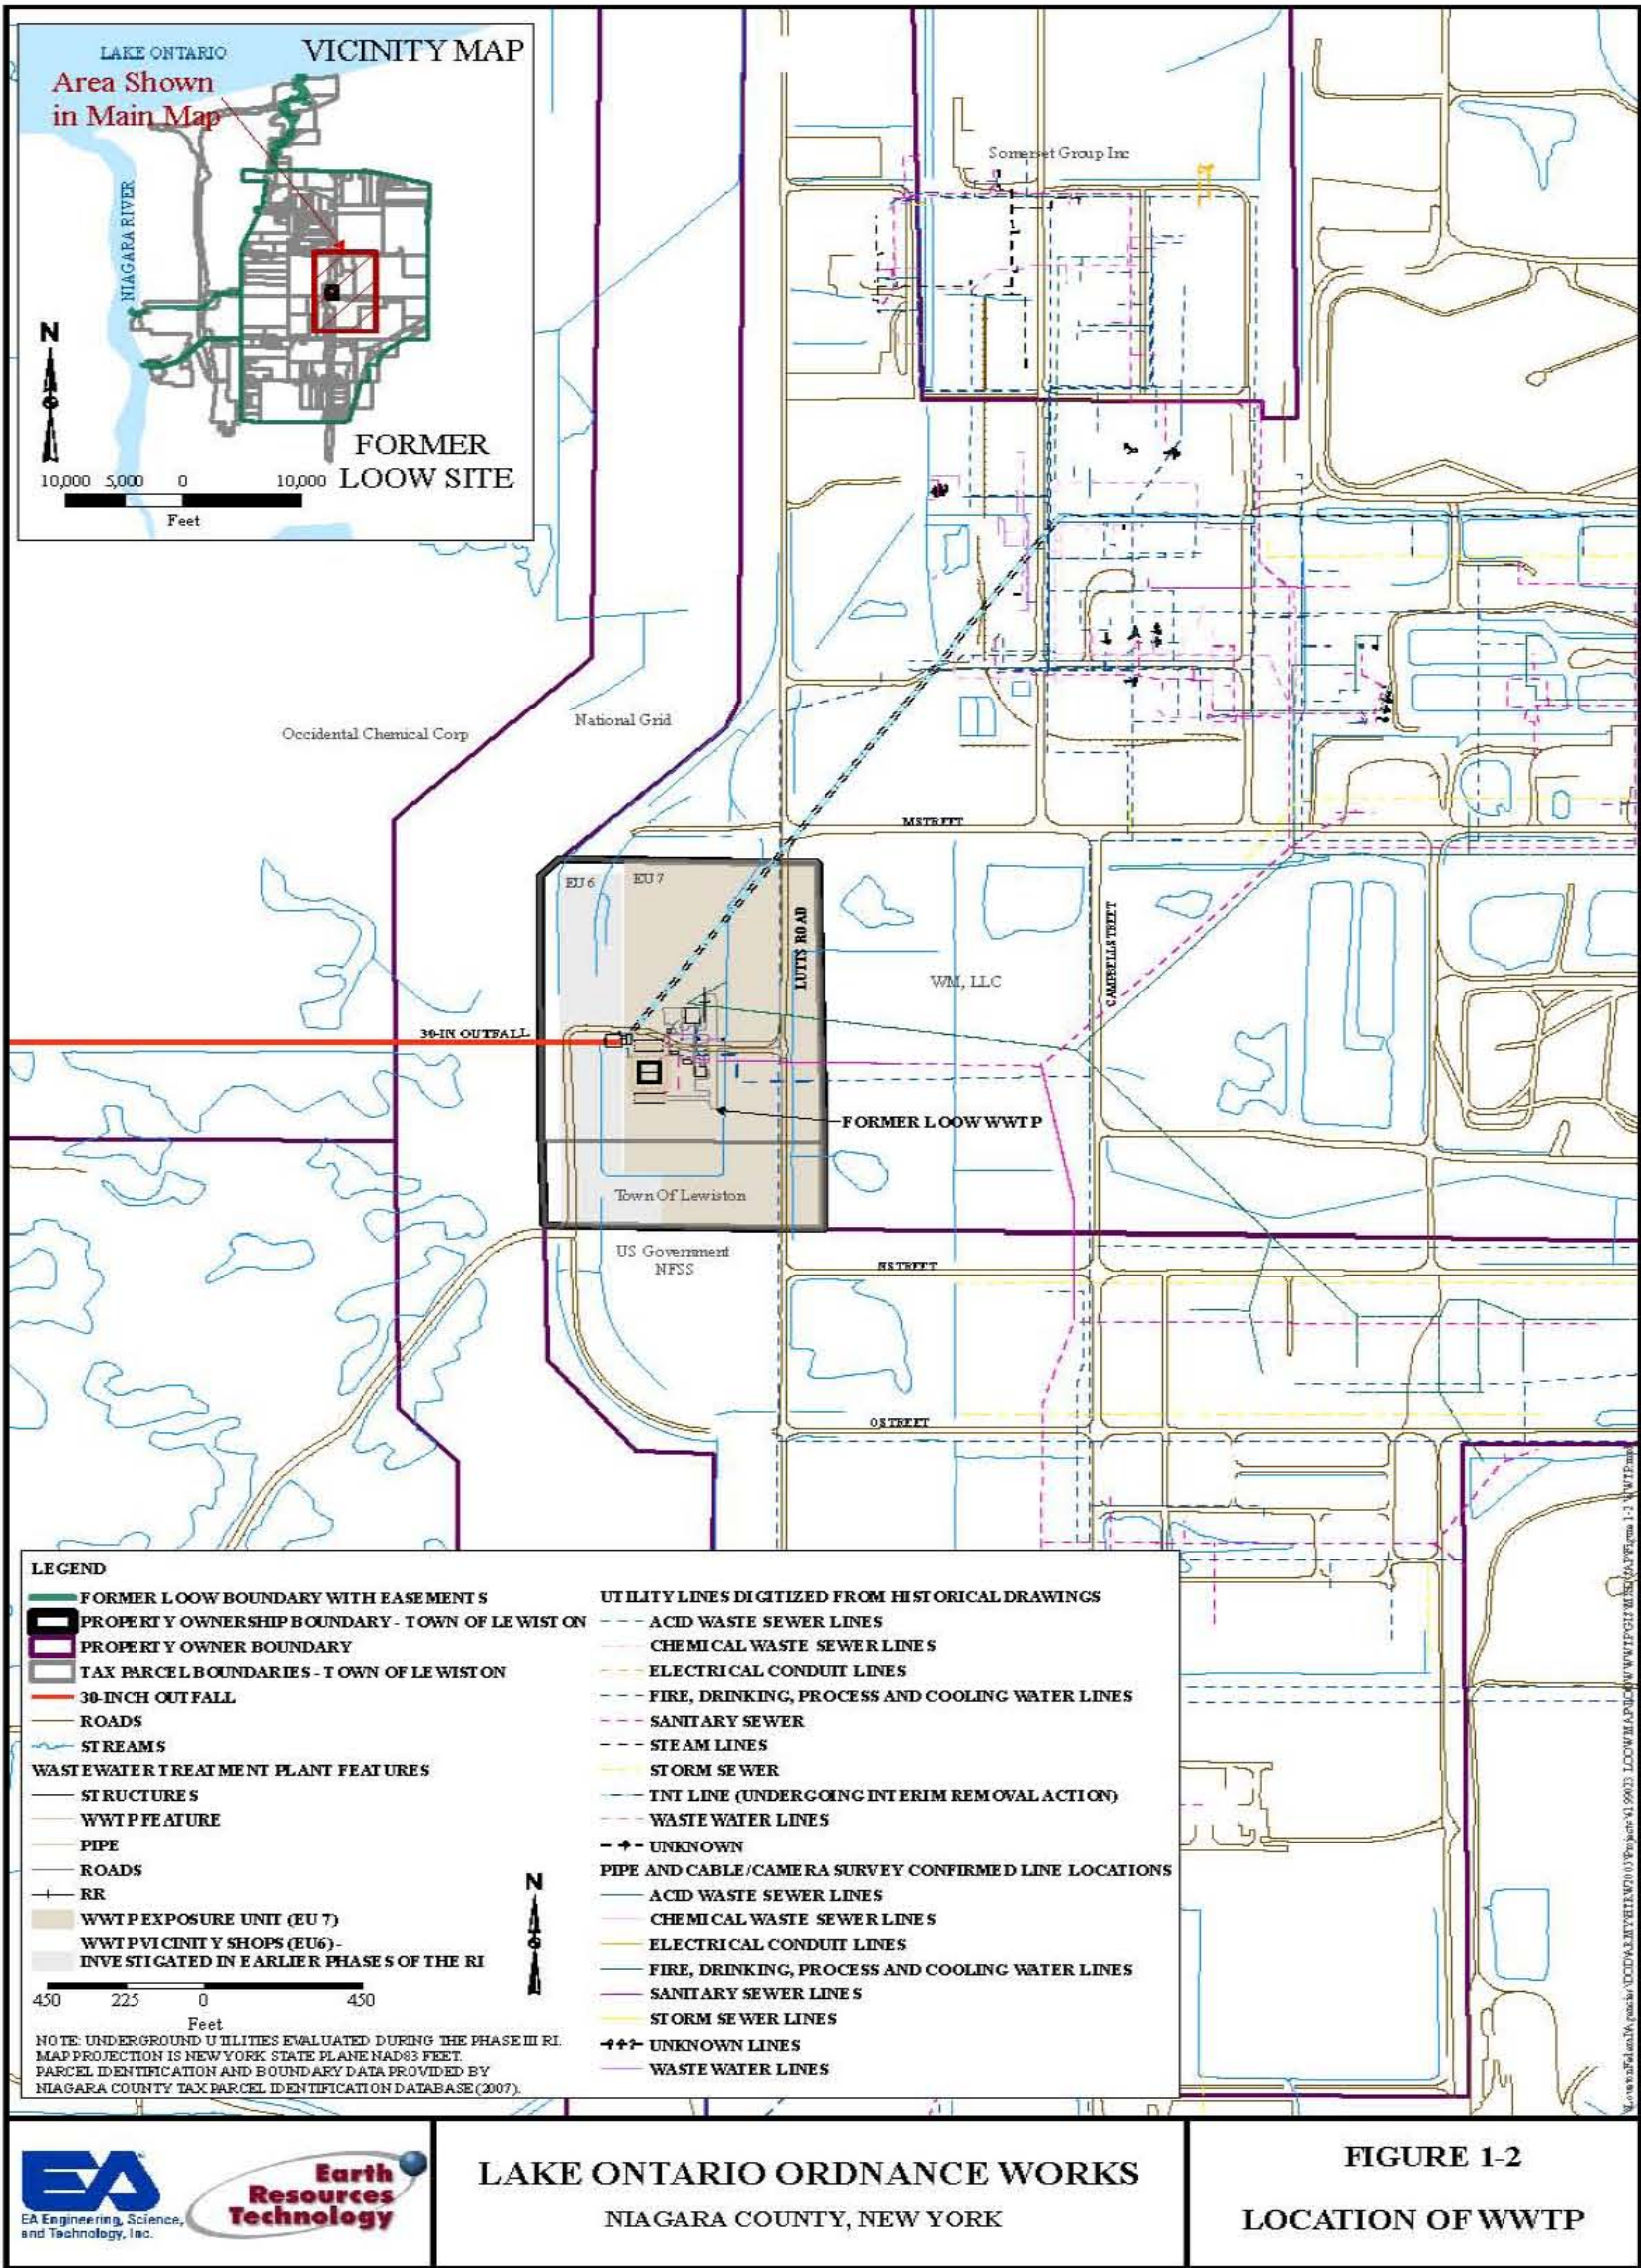 LAKE ONTARIO
VICINITY MAP
Area Shown
in Main Map
NIAGARA RIVER
N
FORMER
LOOW SITE
10,000 5,000 0 10,000
Feet
Somerset Group Inc
Occidental Chemical Corp
National Grid
M STREET
EU 6
EU 7
LUTTS ROAD
CAMPBELL STREET
WM, LLC
30-IN OUTFALL
FORMER LOOW WWTP
Town Of Lewiston
US Government
NFSS
N STREET
O STREET
LEGEND
FORMER LOOW BOUNDARY WITH EASEMENTS
PROPERTY OWNERSHIP BOUNDARY - TOWN OF LEWISTON
PROPERTY OWNER BOUNDARY
TAX PARCEL BOUNDARIES - TOWN OF LEWISTON
30-INCH OUTFALL
ROADS
STREAMS
WASTEWATER TREATMENT PLANT FEATURES
STRUCTURES
WWTP FEATURE
PIPE
ROADS
RR
WWTP EXPOSURE UNIT (EU 7)
WWTP VICINITY SHOPS (EU6) -
INVESTIGATED IN EARLIER PHASES OF THE RI
450 225 0 450
Feet
N
NOTE: UNDERGROUND UTILITIES EVALUATED DURING THE PHASE III RI.
MAP PROJECTION IS NEW YORK STATE PLANE NAD83 FEET.
PARCEL IDENTIFICATION AND BOUNDARY DATA PROVIDED BY
NIAGARA COUNTY TAX PARCEL IDENTIFICATION DATABASE (2007).
UTILITY LINES DIGITIZED FROM HISTORICAL DRAWINGS
ACID WASTE SEWER LINES
CHEMICAL WASTE SEWER LINES
ELECTRICAL CONDUIT LINES
FIRE, DRINKING, PROCESS AND COOLING WATER LINES
SANITARY SEWER
STEAM LINES
STORM SEWER
TNT LINE (UNDERGOING INTERIM REMOVAL ACTION)
WASTE WATER LINES
UNKNOWN
PIPE AND CABLE/CAMERA SURVEY CONFIRMED LINE LOCATIONS
ACID WASTE SEWER LINES
CHEMICAL WASTE SEWER LINES
ELECTRICAL CONDUIT LINES
FIRE, DRINKING, PROCESS AND COOLING WATER LINES
SANITARY SEWER LINES
STORM SEWER LINES
UNKNOWN LINES
WASTE WATER LINES
EA
EA Engineering, Science,
and Technology, Inc.
Earth
Resources
Technology
LAKE ONTARIO ORDNANCE WORKS
NIAGARA COUNTY, NEW YORK
FIGURE 1-2
LOCATION OF WWTP